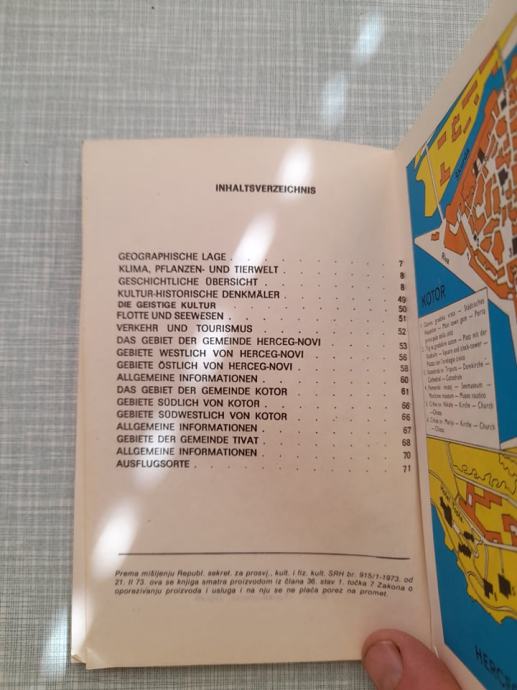 INHALTSVERZEICHNIS
GEOGRAPHISCHE LAGE . . . . . . . . 7
KLIMA, PFLANZEN- UND TIERWELT . . . . . . 8
GESCHICHTLICHE ÜBERSICHT . . . . . . 8
KULTUR-HISTORISCHE DENKMÄLER . . . . . . 49
DIE GEISTIGE KULTUR . . . . . . . . 50
FLOTTE UND SEEWESEN . . . . . . . . 51
VERKEHR UND TOURISMUS . . . . . . . 52
DAS GEBIET DER GEMEINDE HERCEG-NOVI . . . . 53
GEBIETE WESTLICH VON HERCEG-NOVI . . . . . 56
GEBIETE ÖSTLICH VON HERCEG-NOVI . . . . . 58
ALLGEMEINE INFORMATIONEN . . . . . . 60
DAS GEBIET DER GEMEINDE KOTOR . . . . . 61
GEBIETE SÜDLICH VON KOTOR . . . . . . 66
GEBIETE SÜDWESTLICH VON KOTOR . . . . . 66
ALLGEMEINE INFORMATIONEN . . . . . . 67
GEBIETE DER GEMEINDE TIVAT . . . . . . 68
ALLGEMEINE INFORMATIONEN . . . . . . 70
AUSFLUGSORTE . . . . . . . . . 71
Prema mišljenju Republ. sekret. za prosvj., kult. i fiz. kult. SRH br. 915/1-1973. od
21. II 73. ova se knjiga smatra proizvodom iz člana 36. stav 1. točka 7 Zakona o
oporezivanju proizvoda i usluga i na nju se ne plaća porez na promet.
Riva
KOTOR